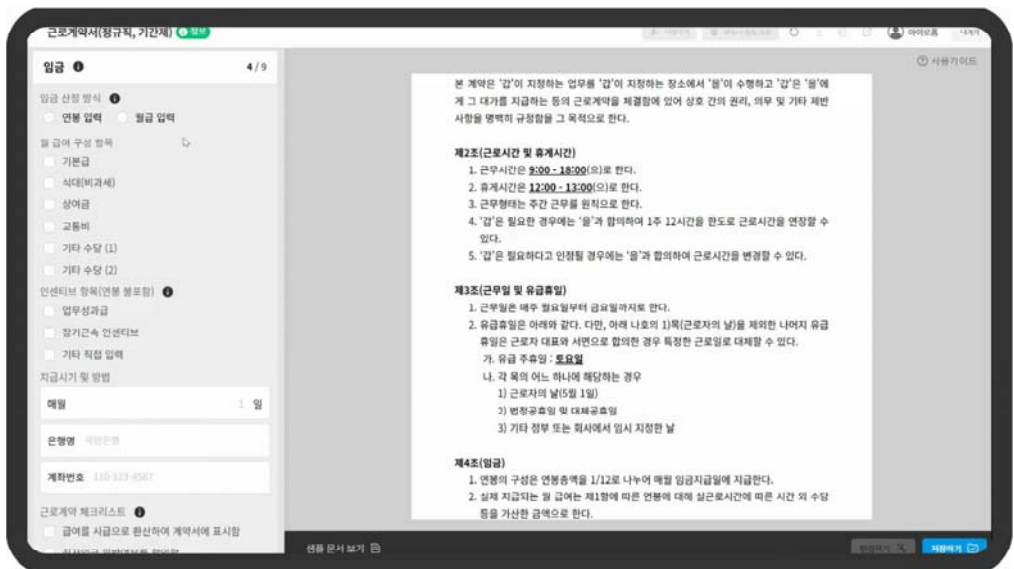 근로계약서(정규직, 기간제) 정보
아이로폼
사용가이드
임금 4/9
임금 산정 방식
연봉 입력 월급 입력
월 급여 구성 항목
기본급
식대(비과세)
상여금
교통비
기타 수당 (1)
기타 수당 (2)
인센티브 항목(연봉 불포함)
업무성과급
장기근속 인센티브
기타 직접 입력
지급시기 및 방법
매월 1 일
은행명 국민은행
계좌번호 110-123-4567
근로계약 체크리스트
급여를 시급으로 환산하여 계약서에 표시함
본 계약은 '갑'이 지정하는 업무를 '갑'이 지정하는 장소에서 '을'이 수행하고 '갑'은 '을'에
게 그 대가를 지급하는 등의 근로계약을 체결함에 있어 상호 간의 권리, 의무 및 기타 제반
사항을 명백히 규정함을 그 목적으로 한다.
제2조(근로시간 및 휴게시간)
1. 근무시간은 9:00 - 18:00(으)로 한다.
2. 휴게시간은 12:00 - 13:00(으)로 한다.
3. 근무형태는 주간 근무를 원칙으로 한다.
4. '갑'은 필요한 경우에는 '을'과 합의하여 1주 12시간을 한도로 근로시간을 연장할 수
있다.
5. '갑'은 필요하다고 인정될 경우에는 '을'과 합의하여 근로시간을 변경할 수 있다.
제3조(근무일 및 유급휴일)
1. 근무일은 매주 월요일부터 금요일까지로 한다.
2. 유급휴일은 아래와 같다. 다만, 아래 나호의 1)목(근로자의 날)을 제외한 나머지 유급
휴일은 근로자 대표와 서면으로 합의한 경우 특정한 근로일로 대체할 수 있다.
가. 유급 주휴일 : 토요일
나. 각 목의 어느 하나에 해당하는 경우
1) 근로자의 날(5월 1일)
2) 법정공휴일 및 대체공휴일
3) 기타 정부 또는 회사에서 임시 지정한 날
제4조(임금)
1. 연봉의 구성은 연봉총액을 1/12로 나누어 매월 임금지급일에 지급한다.
2. 실제 지급되는 월 급여는 제1항에 따른 연봉에 대해 실근로시간에 따른 시간 외 수당
등을 가산한 금액으로 한다.
샘플 문서 보기
저장하기